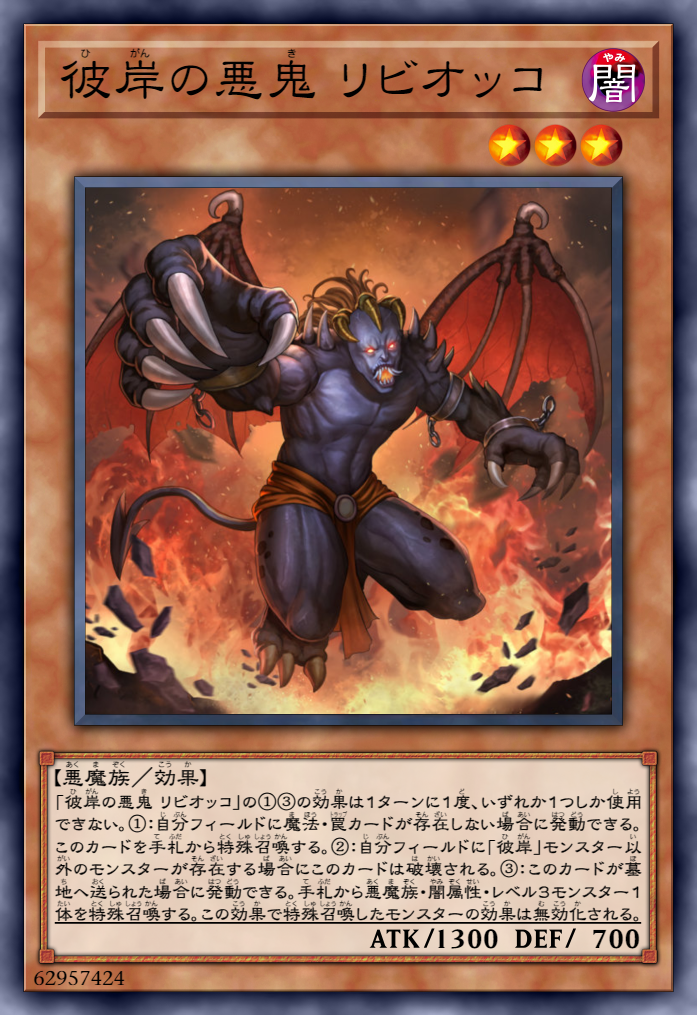 彼岸の悪鬼 リビオッコ
闇
【悪魔族／効果】
「彼岸の悪鬼 リビオッコ」の①③の効果は１ターンに１度、いずれか１つしか使用
できない。①：自分フィールドに魔法・罠カードが存在しない場合に発動できる。
このカードを手札から特殊召喚する。②：自分フィールドに「彼岸」モンスター以
外のモンスターが存在する場合にこのカードは破壊される。③：このカードが墓
地へ送られた場合に発動できる。手札から悪魔族・闇属性・レベル３モンスター１
体を特殊召喚する。この効果で特殊召喚したモンスターの効果は無効化される。
ATK/1300 DEF/ 700
62957424